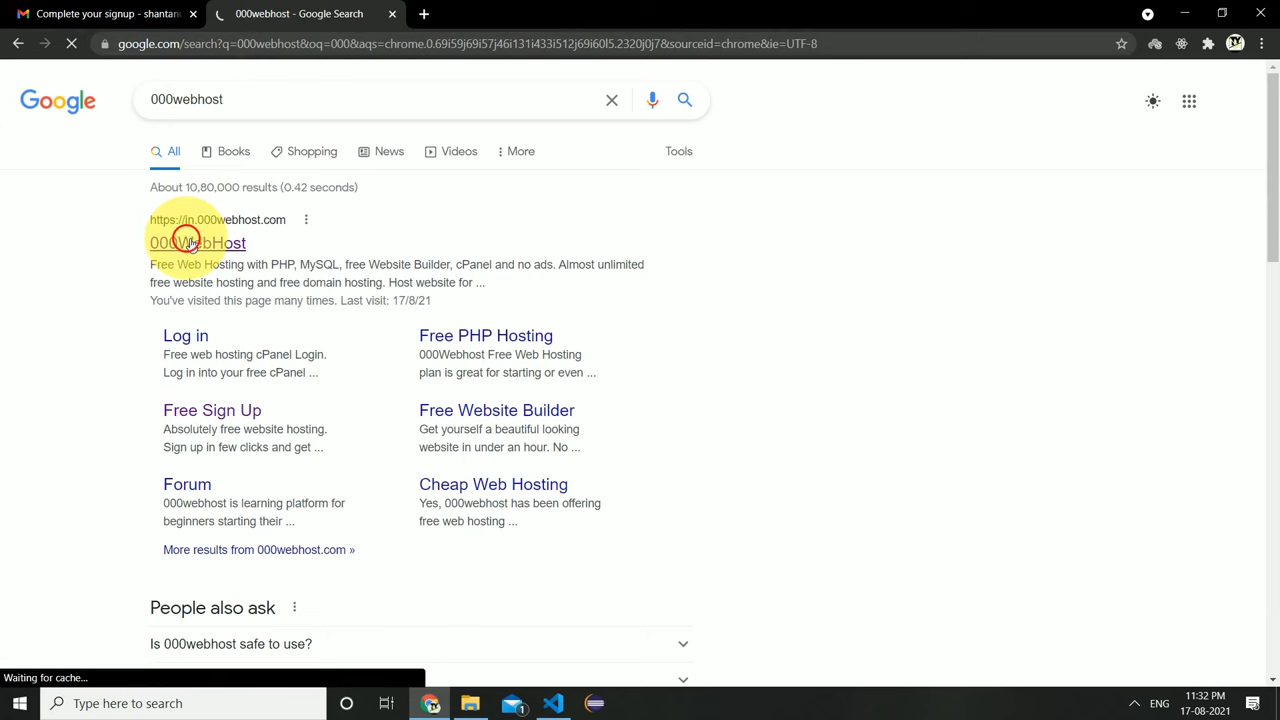 Complete your signup - shantanu
000webhost - Google Search
google.com/search?q=000webhost&oq=000&aqs=chrome.0.69i59j69i57j46i131i433i512j69i60l5.2320j0j7&sourceid=chrome&ie=UTF-8
Google
000webhost
All
Books
Shopping
News
Videos
More
Tools
About 10,80,000 results (0.42 seconds)
https://in.000webhost.com
000WebHost
Free Web Hosting with PHP, MySQL, free Website Builder, cPanel and no ads. Almost unlimited
free website hosting and free domain hosting. Host website for ...
You've visited this page many times. Last visit: 17/8/21
Log in
Free web hosting cPanel Login.
Log in into your free cPanel ...
Free PHP Hosting
000Webhost Free Web Hosting
plan is great for starting or even ...
Free Sign Up
Absolutely free website hosting.
Sign up in few clicks and get ...
Free Website Builder
Get yourself a beautiful looking
website in under an hour. No ...
Forum
000webhost is learning platform for
beginners starting their ...
Cheap Web Hosting
Yes, 000webhost has been offering
free web hosting ...
More results from 000webhost.com »
People also ask
Is 000webhost safe to use?
Waiting for cache...
Type here to search
1
ENG
11:32 PM
17-08-2021